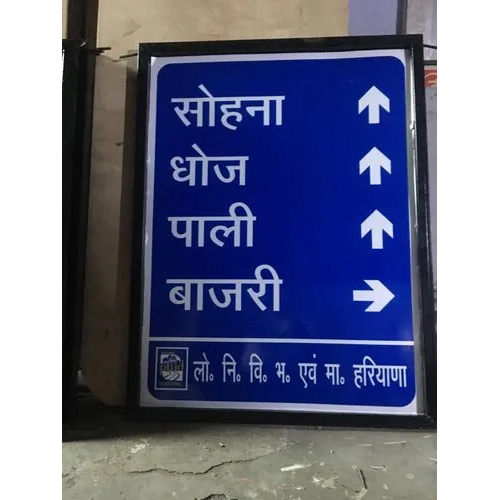 सोहना ↑
धोज ↑
पाली ↑
बाजरी →
लो॰ नि॰ वि॰ भ॰ एवं मा॰ हरियाणा